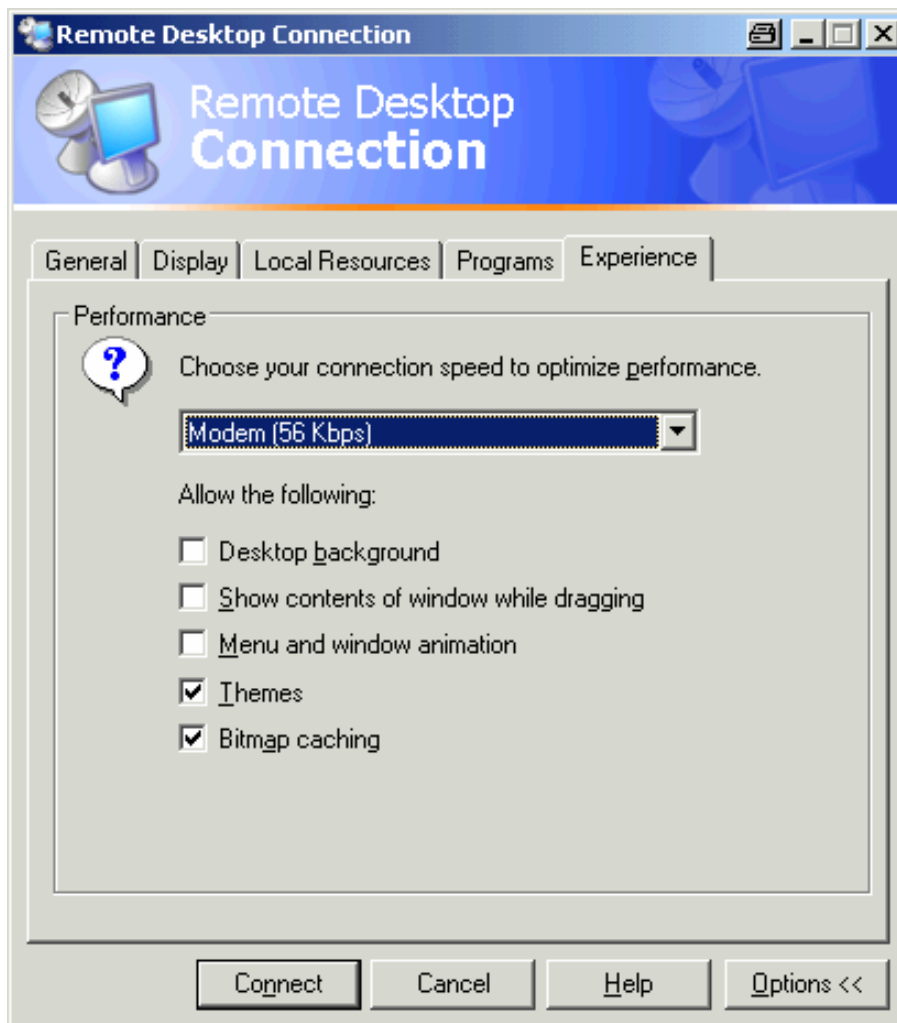 Remote Desktop Connection
Remote Desktop
Connection
General Display Local Resources Programs Experience
Performance
?
Choose your connection speed to optimize performance.
Modem (56 Kbps)
Allow the following:
Desktop background
Show contents of window while dragging
Menu and window animation
Themes
Bitmap caching
Connect Cancel Help Options <<